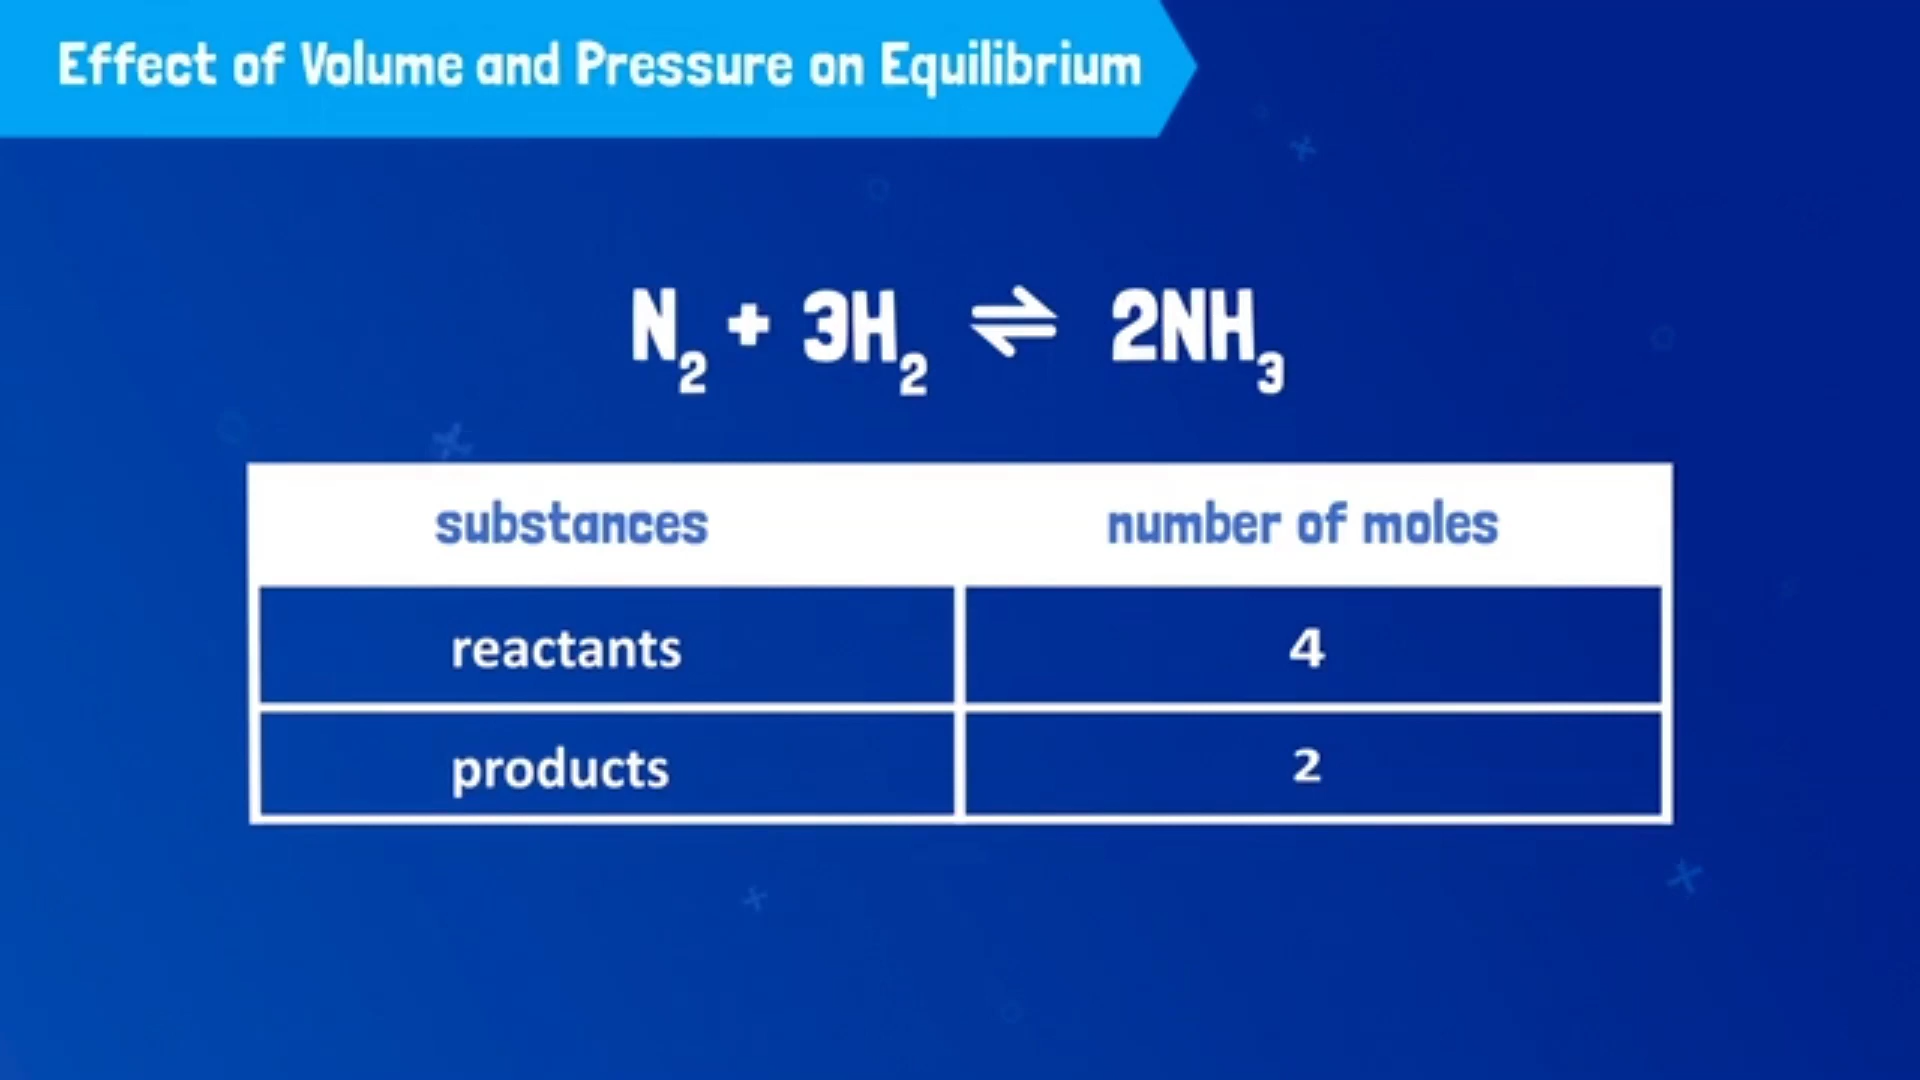 Effect of Volume and Pressure on Equilibrium
N₂ + 3H₂ ⇌ 2NH₃
substances number of moles
reactants 4
products 2